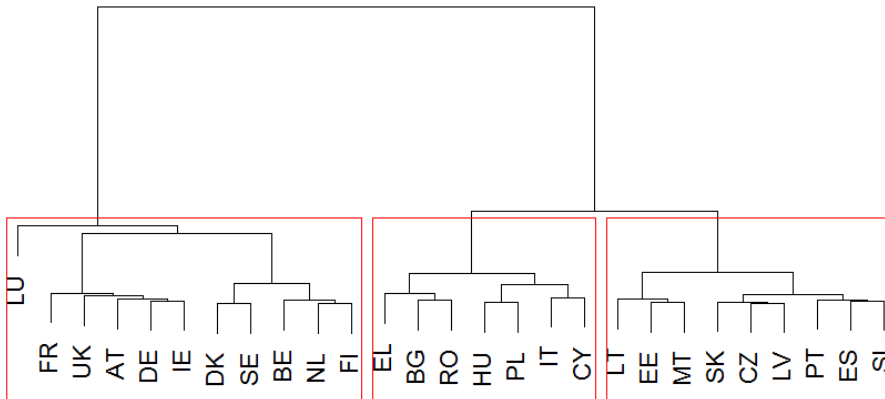 LU FR UK AT DE IE DK SE BE NL FI EL BG RO HU PL IT CY LT EE MT SK CZ LV PT ES SI